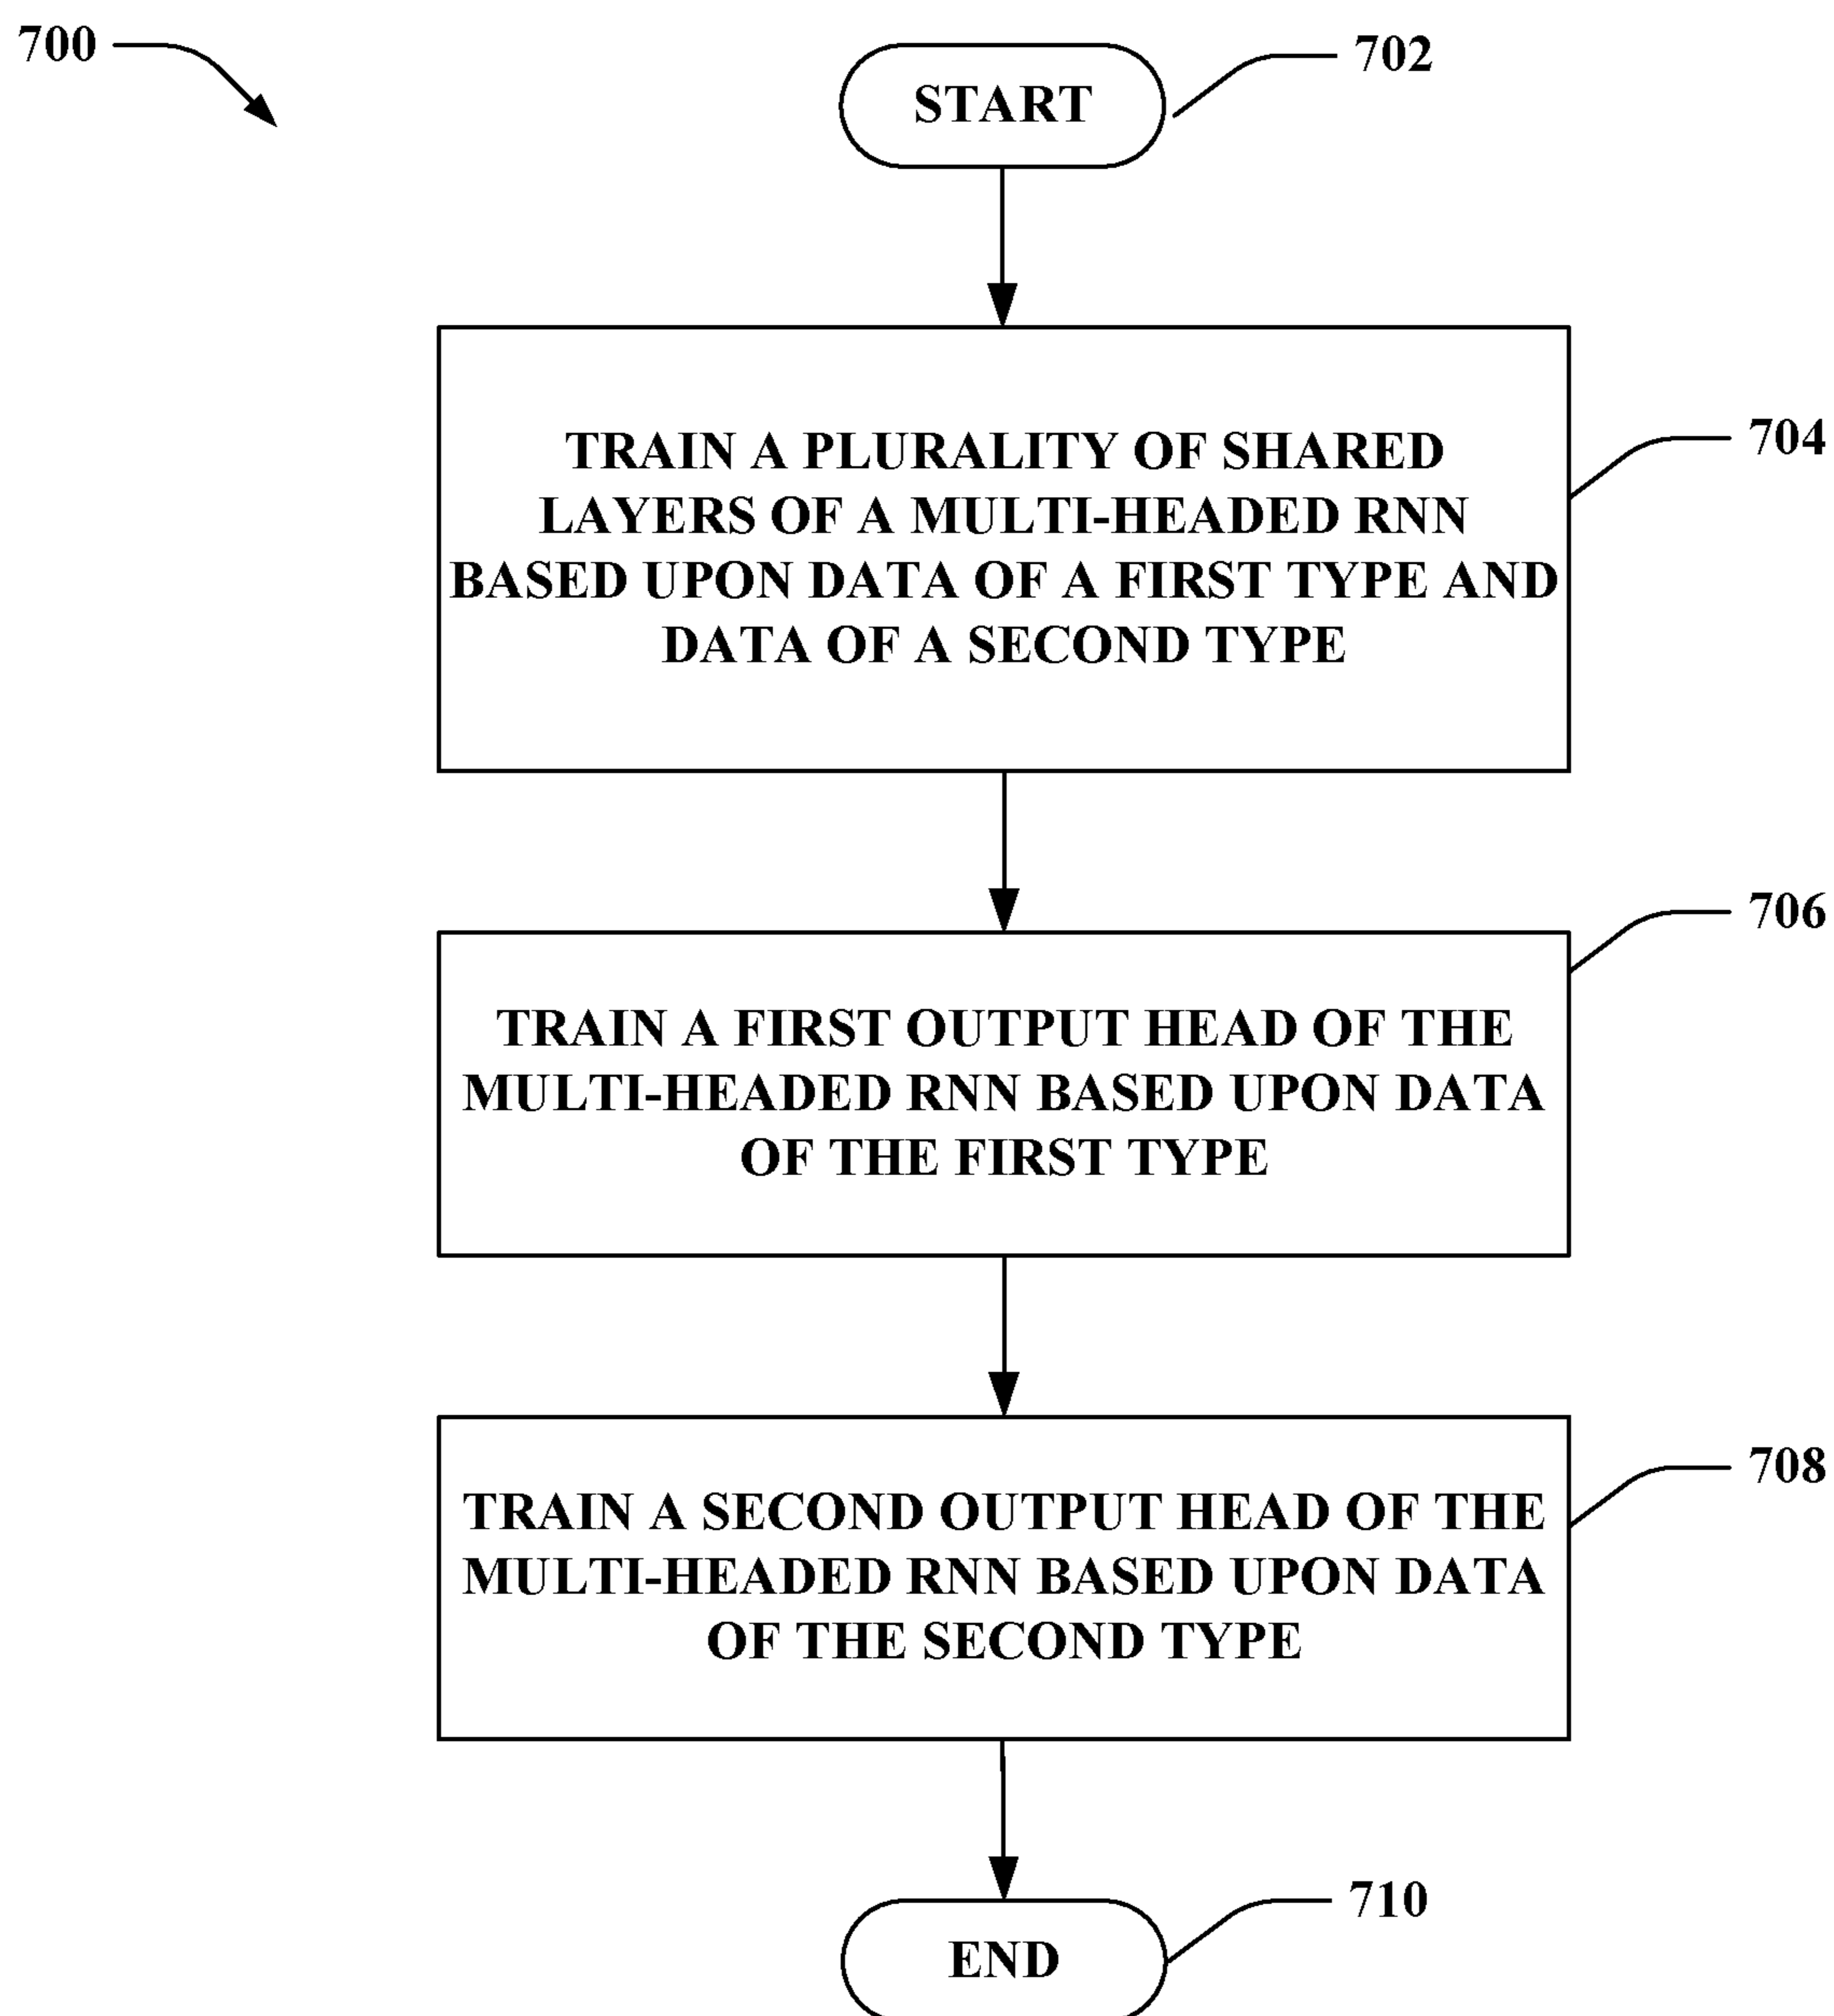 700
702
START
704
TRAIN A PLURALITY OF SHARED
LAYERS OF A MULTI-HEADED RNN
BASED UPON DATA OF A FIRST TYPE AND
DATA OF A SECOND TYPE
706
TRAIN A FIRST OUTPUT HEAD OF THE
MULTI-HEADED RNN BASED UPON DATA
OF THE FIRST TYPE
708
TRAIN A SECOND OUTPUT HEAD OF THE
MULTI-HEADED RNN BASED UPON DATA
OF THE SECOND TYPE
710
END